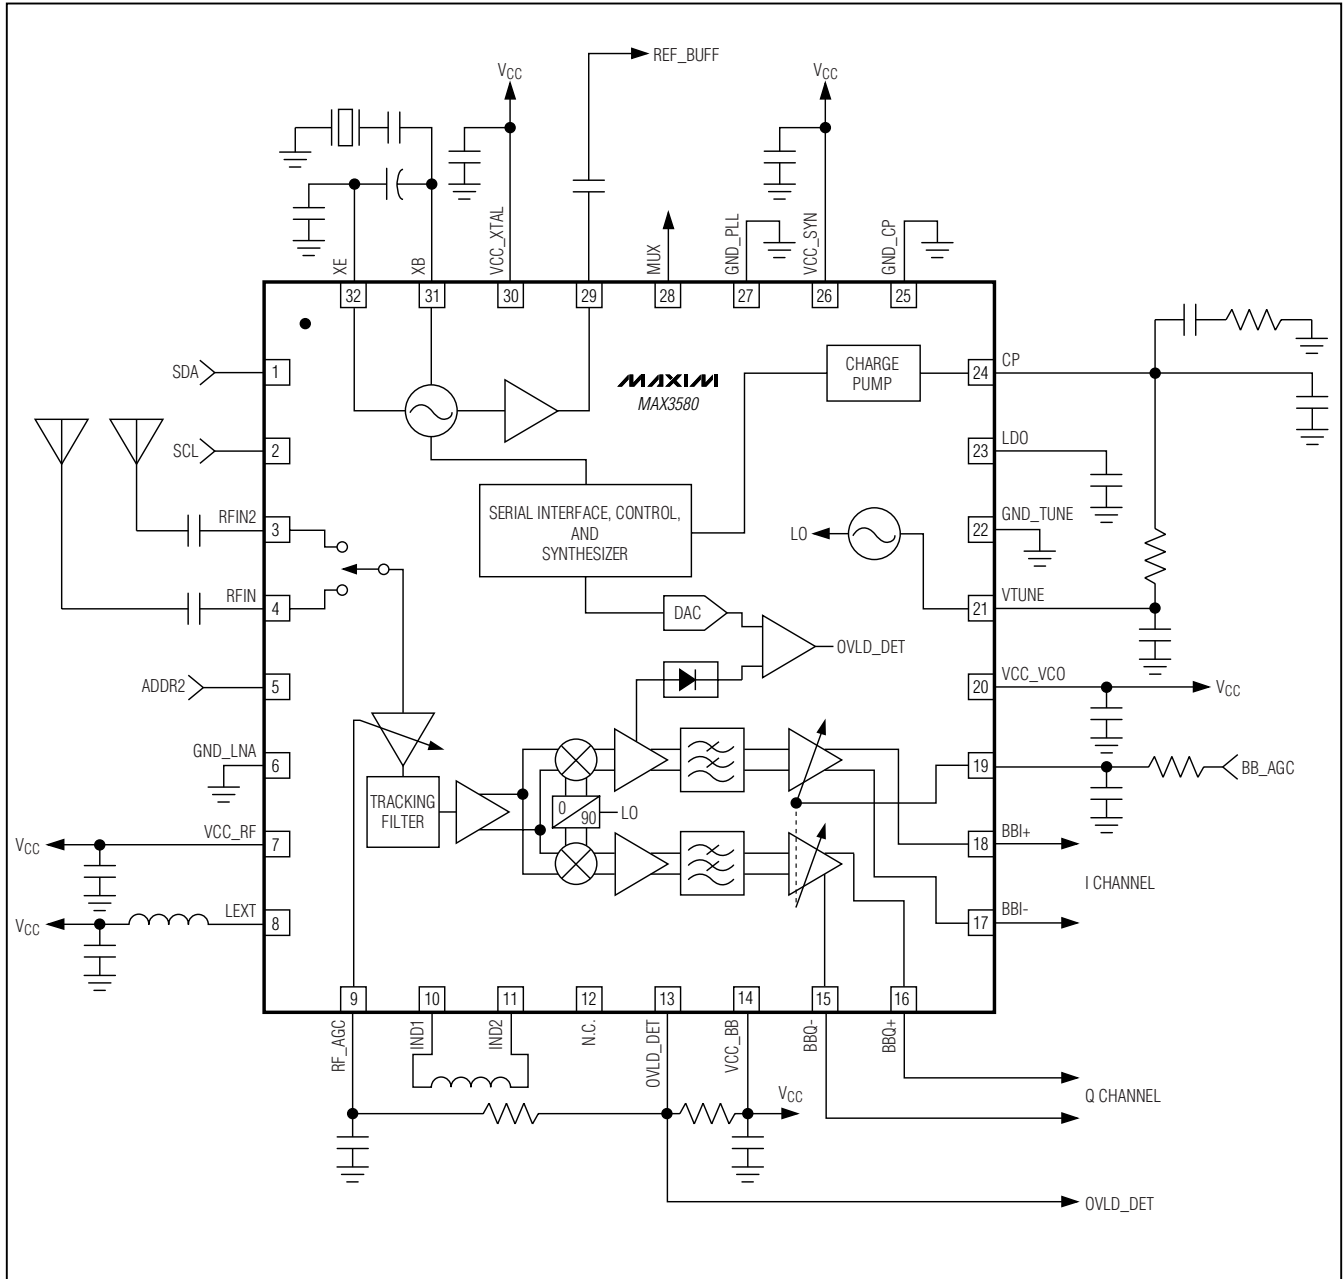 REF_BUFF
VCC
VCC
XE
XB
VCC_XTAL
MUX
GND_PLL
VCC_SYN
GND_CP
32
31
30
29
28
27
26
25
SDA
1
MAXIM
MAX3580
CHARGE
PUMP
24
CP
SCL
2
23
LDO
RFIN2
3
SERIAL INTERFACE, CONTROL,
AND
SYNTHESIZER
LO
22
GND_TUNE
RFIN
4
DAC
21
VTUNE
OVLD_DET
ADDR2
5
20
VCC_VCO
VCC
GND_LNA
6
19
BB_AGC
TRACKING
FILTER
0
90
LO
VCC
VCC_RF
7
18
BBI+
I CHANNEL
VCC
LEXT
8
17
BBI-
9
10
11
12
13
14
15
16
RF_AGC
IND1
IND2
N.C.
OVLD_DET
VCC_BB
BBQ-
BBQ+
VCC
Q CHANNEL
OVLD_DET